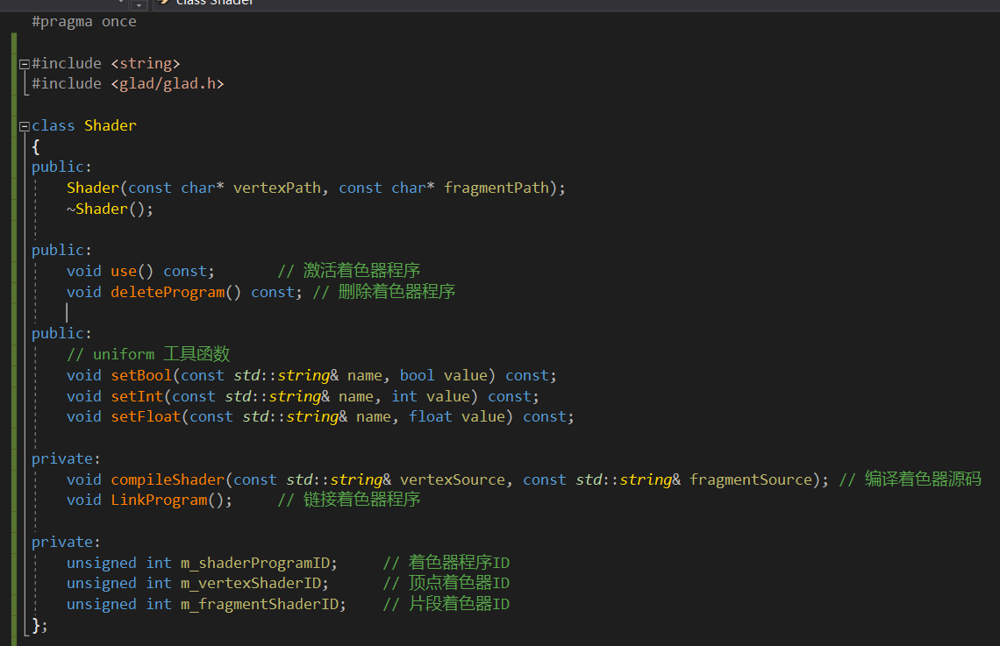 class Shader
#pragma once
#include <string>
#include <glad/glad.h>
class Shader
{
public:
Shader(const char* vertexPath, const char* fragmentPath);
~Shader();
public:
void use() const; // 激活着色器程序
void deleteProgram() const; // 删除着色器程序
public:
// uniform 工具函数
void setBool(const std::string& name, bool value) const;
void setInt(const std::string& name, int value) const;
void setFloat(const std::string& name, float value) const;
private:
void compileShader(const std::string& vertexSource, const std::string& fragmentSource); // 编译着色器源码
void LinkProgram(); // 链接着色器程序
private:
unsigned int m_shaderProgramID; // 着色器程序ID
unsigned int m_vertexShaderID; // 顶点着色器ID
unsigned int m_fragmentShaderID; // 片段着色器ID
};